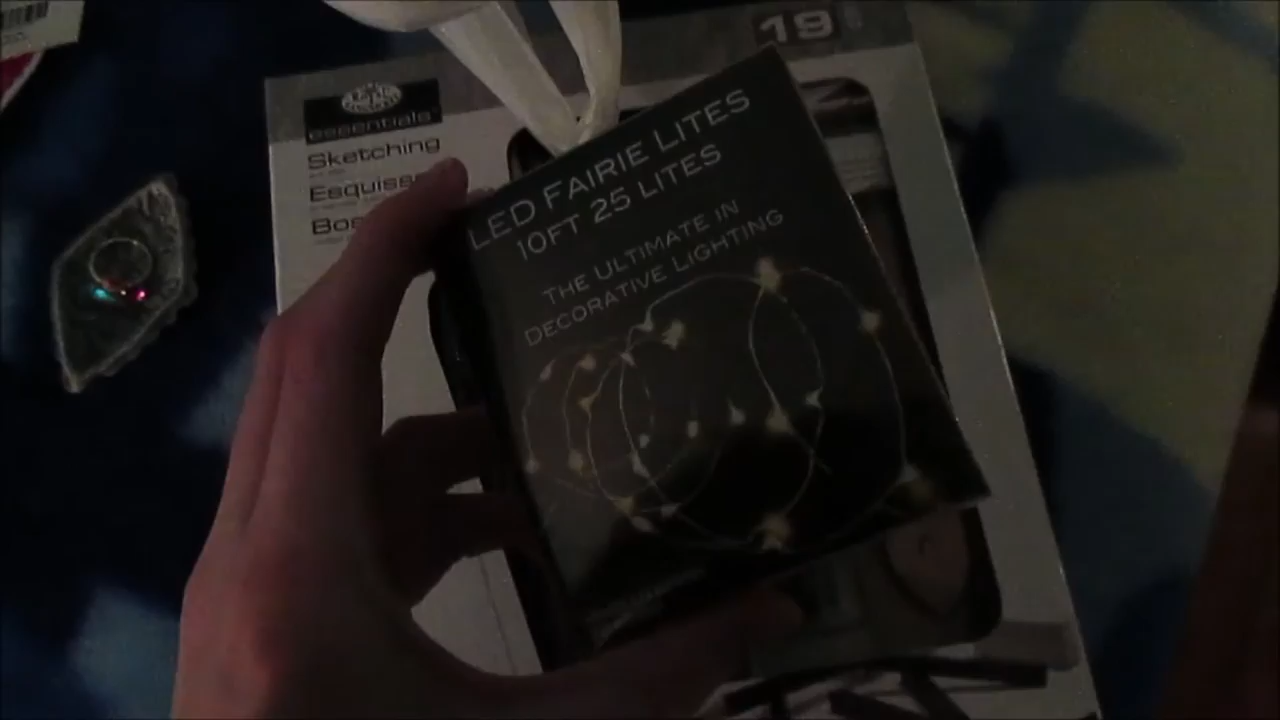 19
essentials
Sketching
Esquiss
Bos
LED FAIRIE LITES
10FT 25 LITES
THE ULTIMATE IN
DECORATIVE LIGHTING